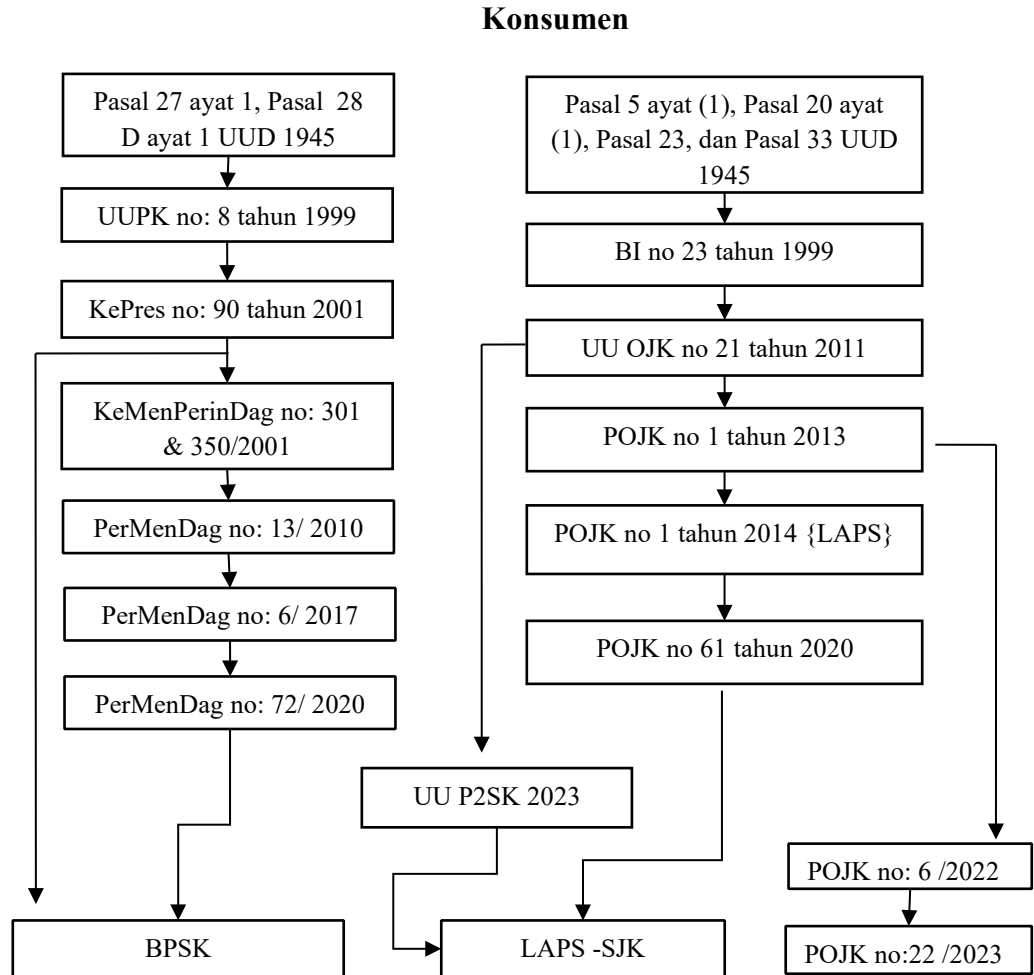 Konsumen
Pasal 27 ayat 1, Pasal 28
D ayat 1 UUD 1945
UUPK no: 8 tahun 1999
KePres no: 90 tahun 2001
KeMenPerinDag no: 301
& 350/2001
PerMenDag no: 13/ 2010
PerMenDag no: 6/ 2017
PerMenDag no: 72/ 2020
BPSK
Pasal 5 ayat (1), Pasal 20 ayat
(1), Pasal 23, dan Pasal 33 UUD
1945
BI no 23 tahun 1999
UU OJK no 21 tahun 2011
POJK no 1 tahun 2013
POJK no 1 tahun 2014 {LAPS}
POJK no 61 tahun 2020
UU P2SK 2023
LAPS -SJK
POJK no: 6 /2022
POJK no:22 /2023